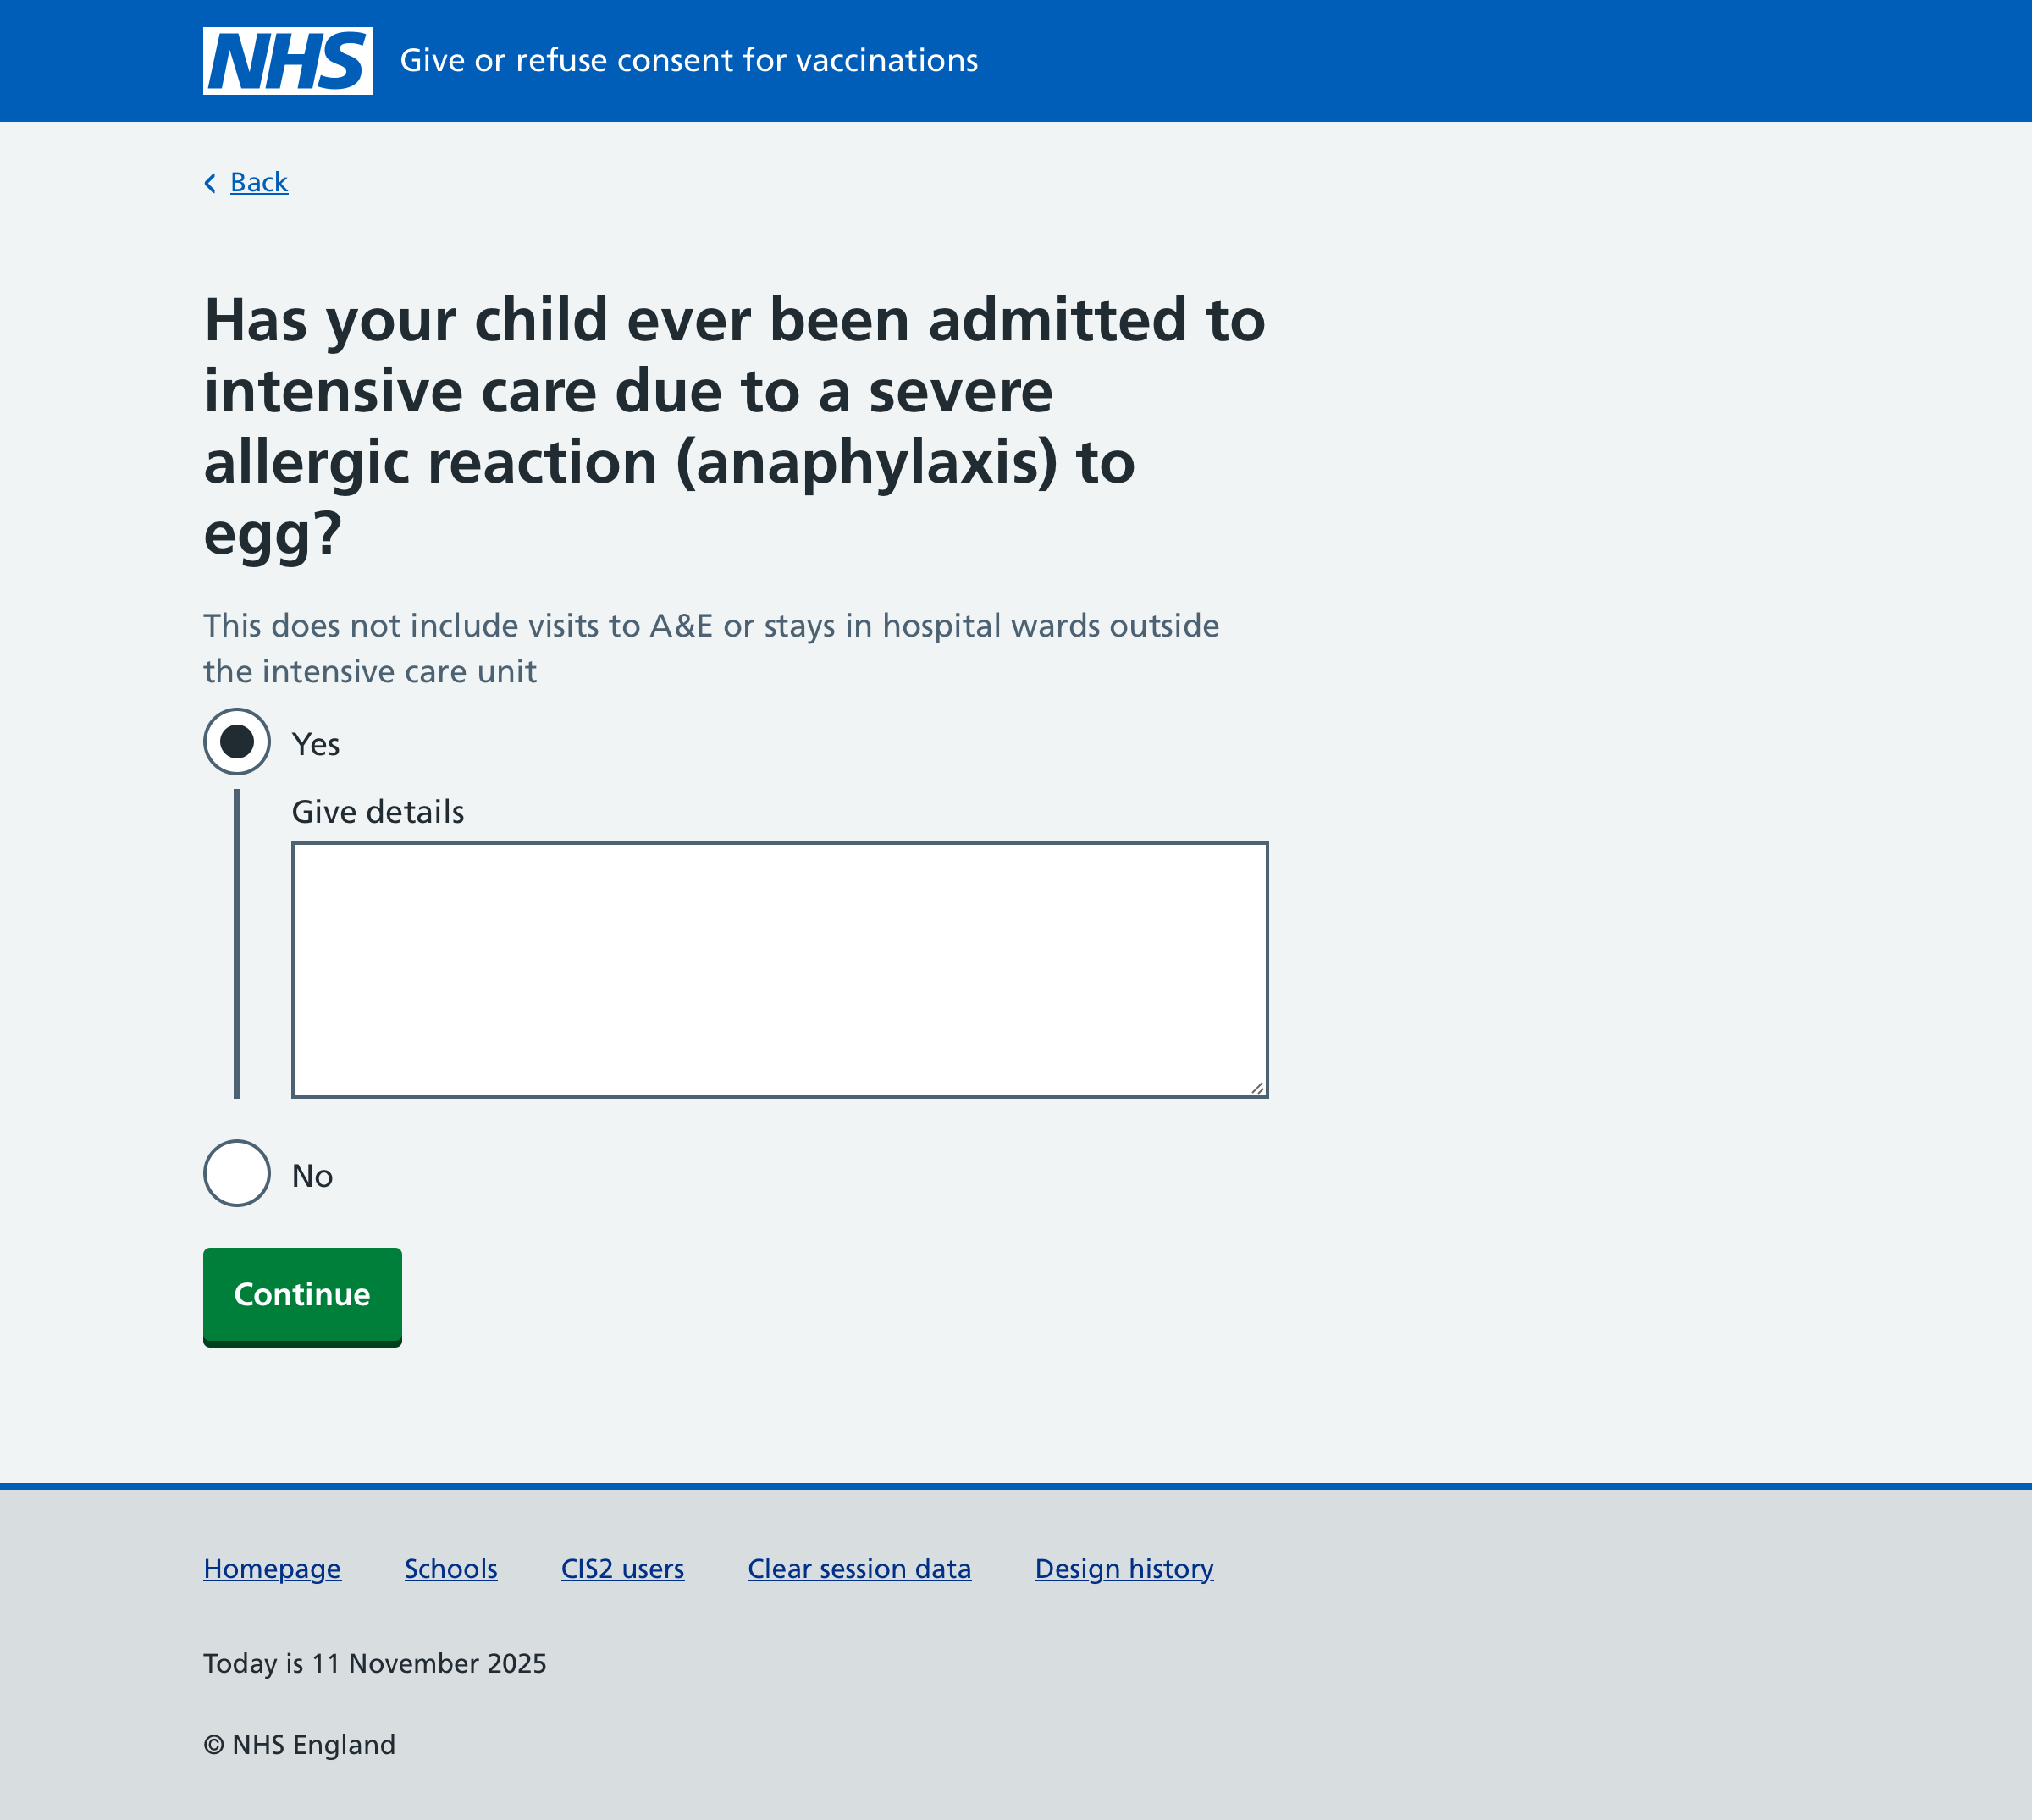 NHS Give or refuse consent for vaccinations
Back
Has your child ever been admitted to
intensive care due to a severe
allergic reaction (anaphylaxis) to
egg?
This does not include visits to A&E or stays in hospital wards outside
the intensive care unit
Yes
Give details
No
Continue
Homepage Schools CIS2 users Clear session data Design history
Today is 11 November 2025
© NHS England